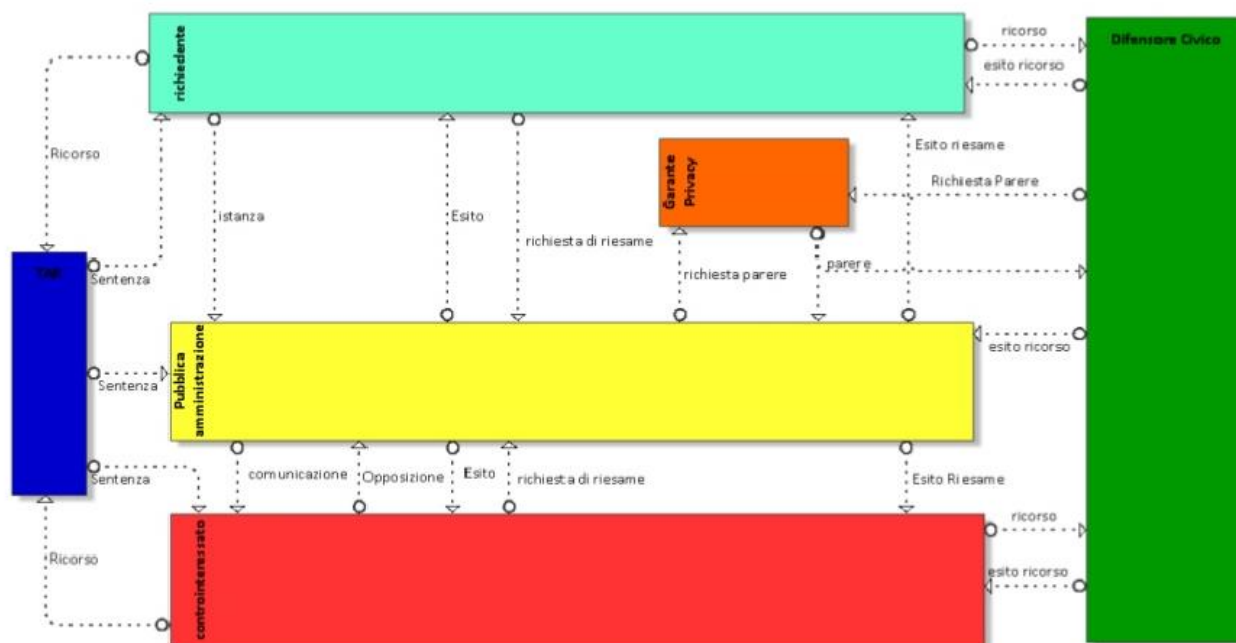 richiedente
ricorso
Difensore Civico
esito ricorso
Ricorso
Esito riesame
Garante
Privacy
Richiesta Parere
istanza
Esito
richiesta di riesame
TAR
Sentenza
richiesta parere
parere
Pubblica
amministrazione
esito ricorso
Sentenza
Sentenza
comunicazione
Opposizione
Esito
richiesta di riesame
Esito Riesame
ricorso
Ricorso
esito ricorso
controinteressato